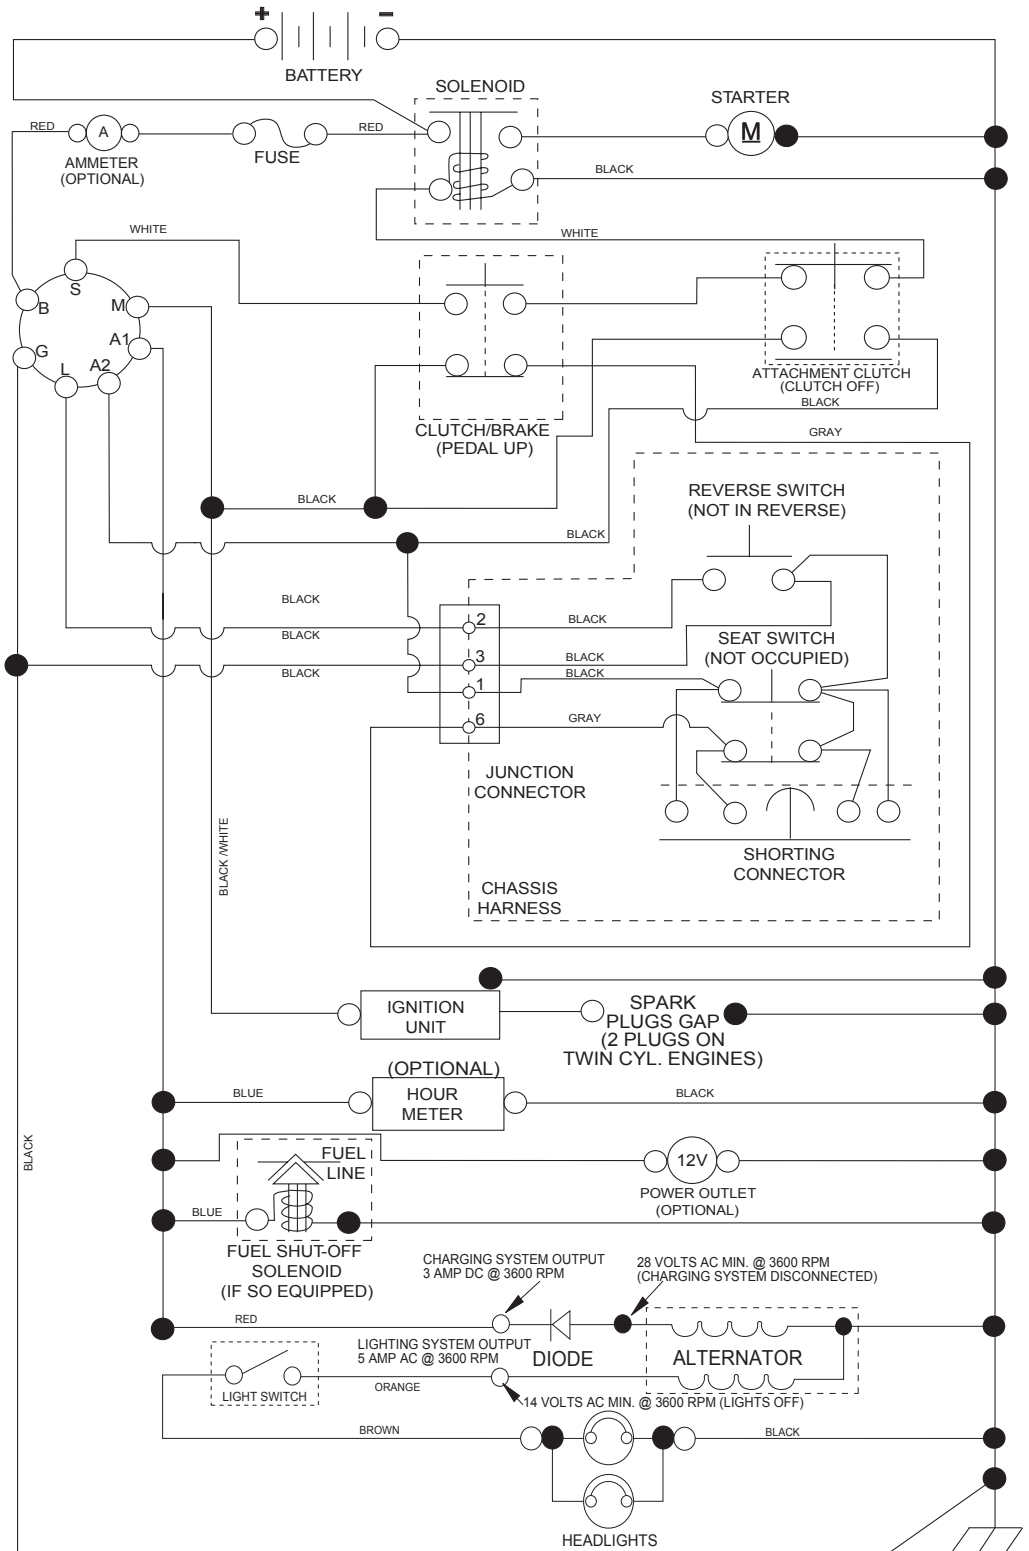 + −
BATTERY
SOLENOID
STARTER
RED
A
AMMETER
(OPTIONAL)
FUSE
RED
M
BLACK
WHITE
WHITE
S
B
M
G
A1
L
A2
ATTACHMENT CLUTCH
(CLUTCH OFF)
BLACK
CLUTCH/BRAKE
(PEDAL UP)
GRAY
BLACK
REVERSE SWITCH
(NOT IN REVERSE)
BLACK
BLACK
2
BLACK
BLACK
SEAT SWITCH
(NOT OCCUPIED)
3
BLACK
BLACK
BLACK
1
6
GRAY
JUNCTION
CONNECTOR
BLACK /WHITE
SHORTING
CONNECTOR
CHASSIS
HARNESS
IGNITION
UNIT
SPARK
PLUGS GAP
(2 PLUGS ON
TWIN CYL. ENGINES)
(OPTIONAL)
HOUR
METER
BLUE
BLACK
BLACK
FUEL
LINE
12V
POWER OUTLET
(OPTIONAL)
BLUE
FUEL SHUT-OFF
SOLENOID
(IF SO EQUIPPED)
CHARGING SYSTEM OUTPUT
3 AMP DC @ 3600 RPM
28 VOLTS AC MIN. @ 3600 RPM
(CHARGING SYSTEM DISCONNECTED)
RED
LIGHTING SYSTEM OUTPUT
5 AMP AC @ 3600 RPM
DIODE
ALTERNATOR
LIGHT SWITCH
ORANGE
14 VOLTS AC MIN. @ 3600 RPM (LIGHTS OFF)
BROWN
BLACK
HEADLIGHTS